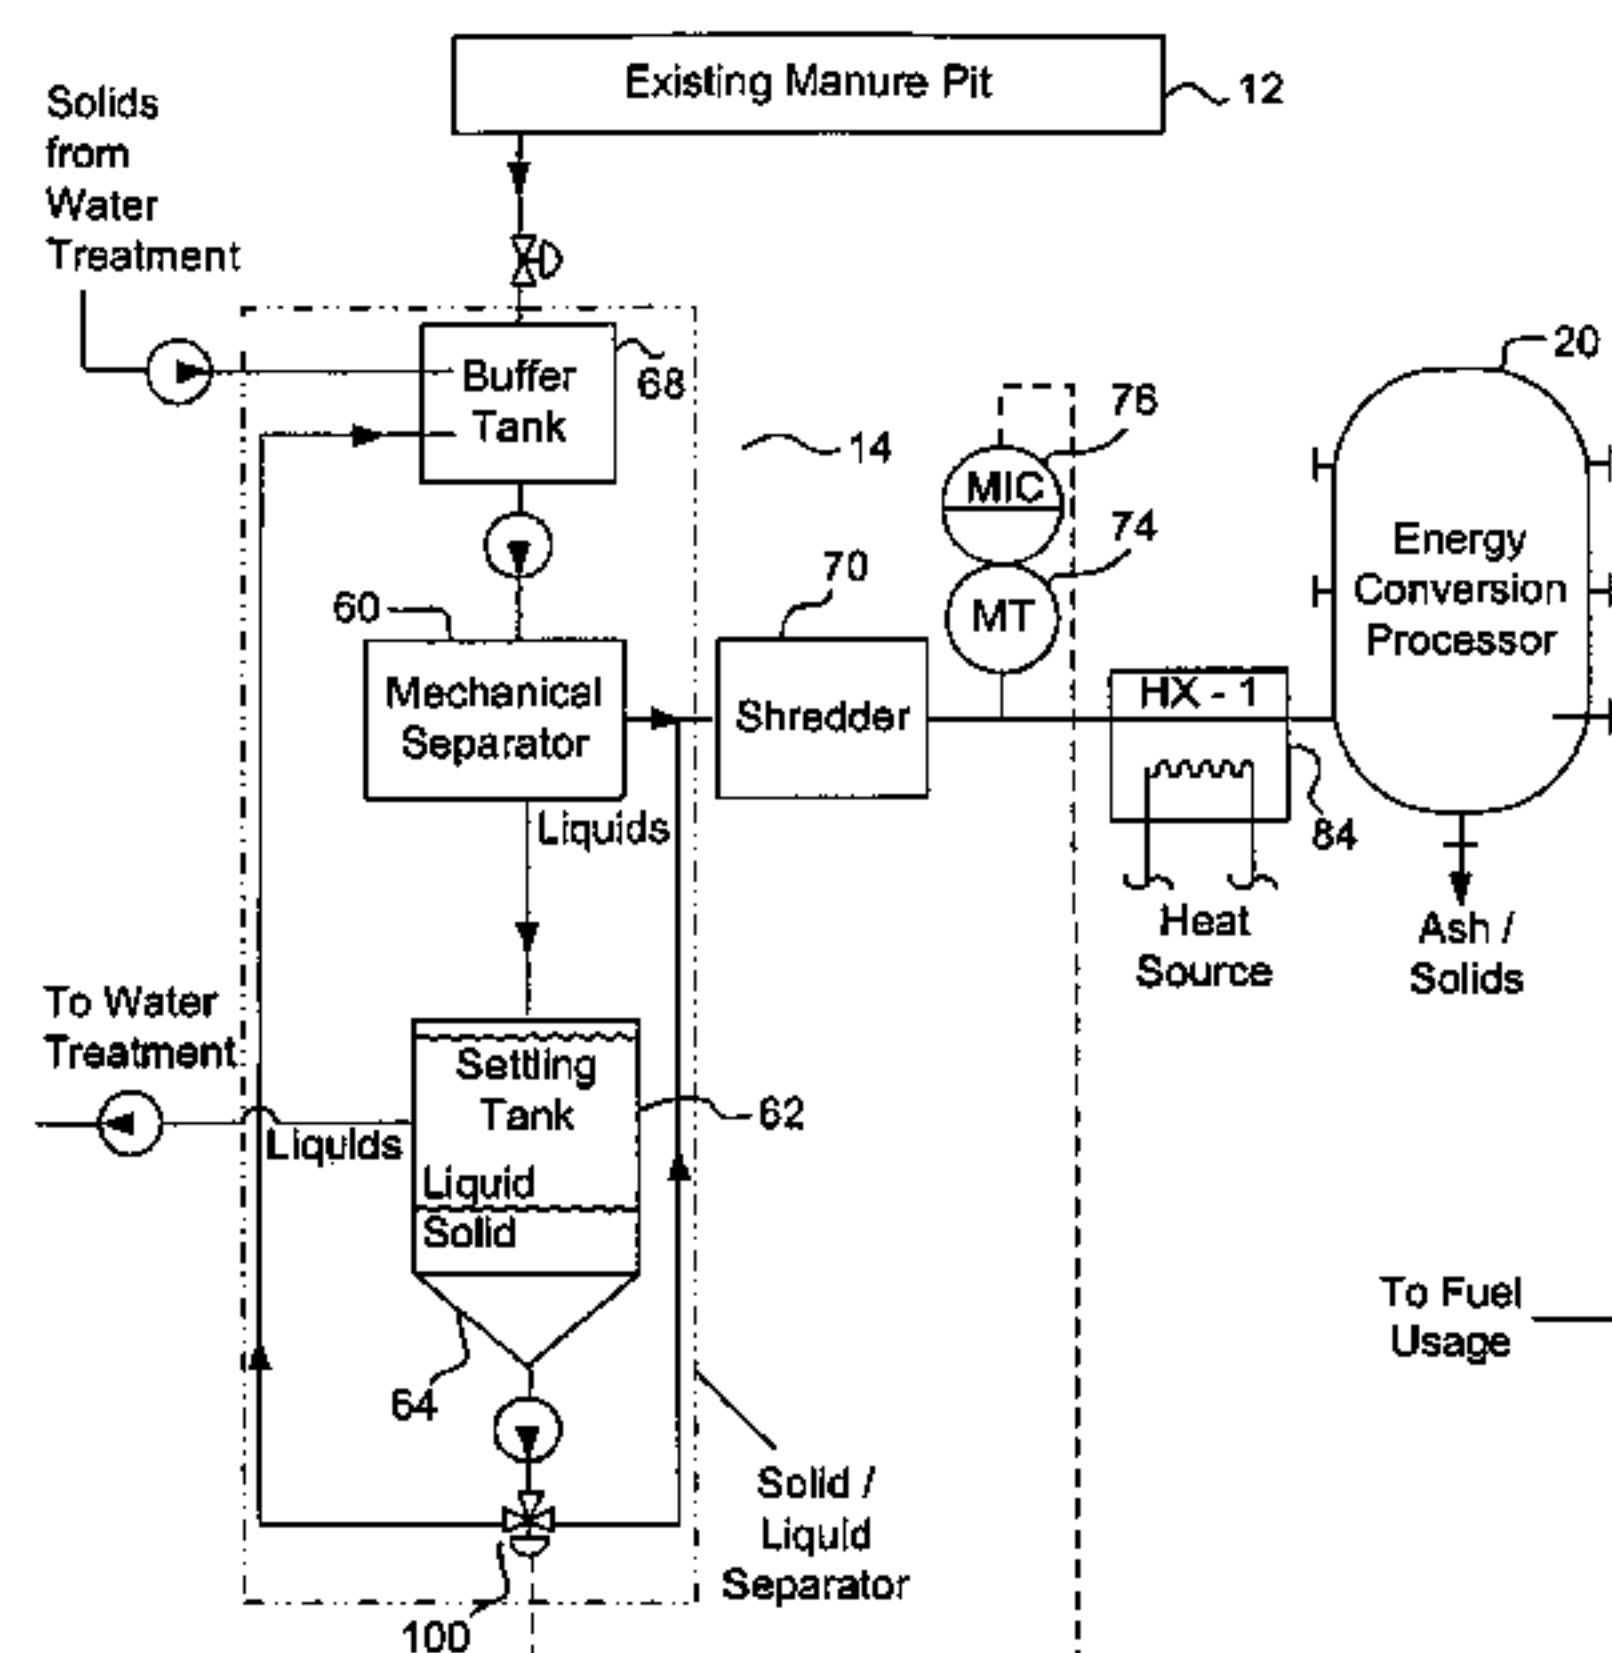 Existing Manure Pit
12
Solids
from
Water
Treatment
Buffer
Tank
68
14
76
MIC
74
MT
20
Energy
Conversion
Processor
60
Mechanical
Separator
70
Shredder
HX - 1
84
Liquids
Heat
Source
Ash /
Solids
To Water
Treatment
Liquids
Settling
Tank
62
Liquid
Solid
64
To Fuel
Usage
Solid /
Liquid
Separator
100